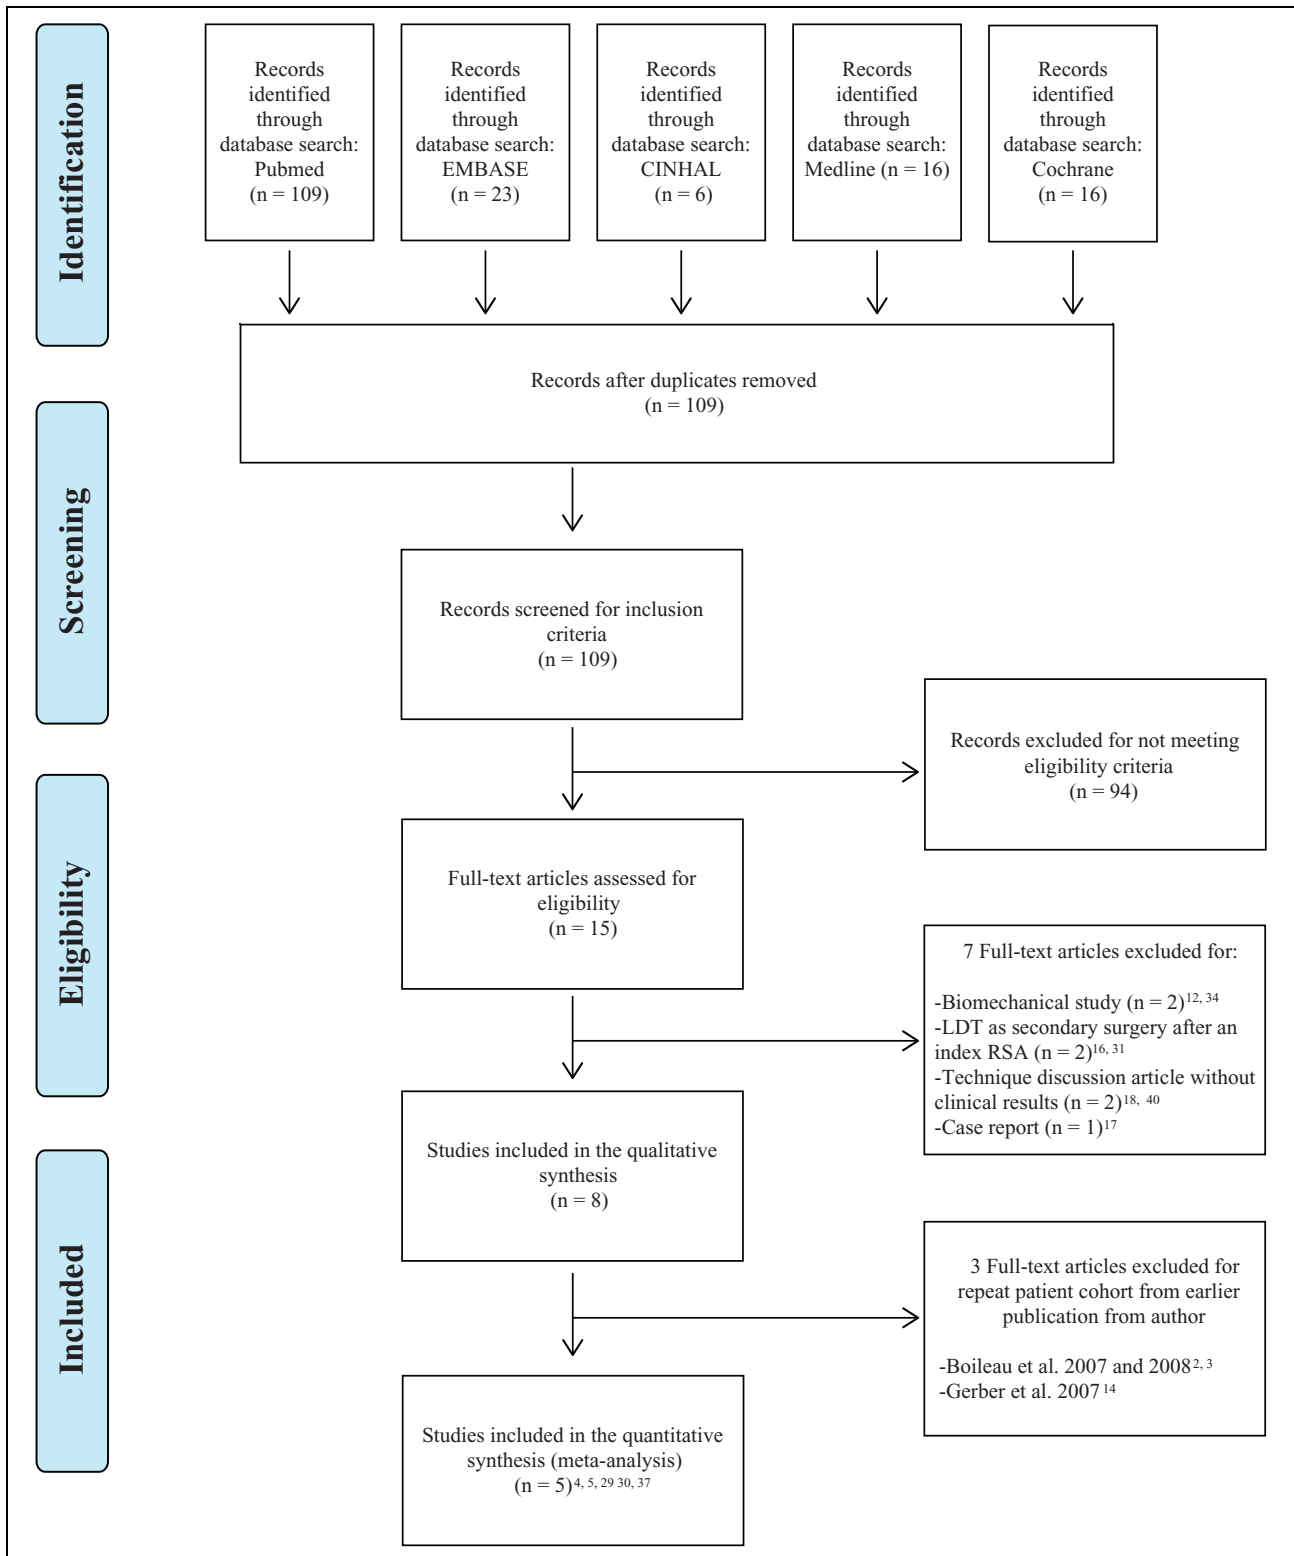 Identification
Records
identified
through
database search:
Pubmed
(n = 109)
Records
identified
through
database search:
EMBASE
(n = 23)
Records
identified
through
database search:
CINHAL
(n = 6)
Records
identified
through
database search:
Medline (n = 16)
Records
identified
through
database search:
Cochrane
(n = 16)
Records after duplicates removed
(n = 109)
Screening
Records screened for inclusion
criteria
(n = 109)
Records excluded for not meeting
eligibility criteria
(n = 94)
Eligibility
Full-text articles assessed for
eligibility
(n = 15)
7 Full-text articles excluded for:
-Biomechanical study (n = 2)12, 34
-LDT as secondary surgery after an
index RSA (n = 2)16, 31
-Technique discussion article without
clinical results (n = 2)18, 40
-Case report (n = 1)17
Included
Studies included in the qualitative
synthesis
(n = 8)
3 Full-text articles excluded for
repeat patient cohort from earlier
publication from author
-Boileau et al. 2007 and 20082, 3
-Gerber et al. 200714
Studies included in the quantitative
synthesis (meta-analysis)
(n = 5)4, 5, 29 30, 37